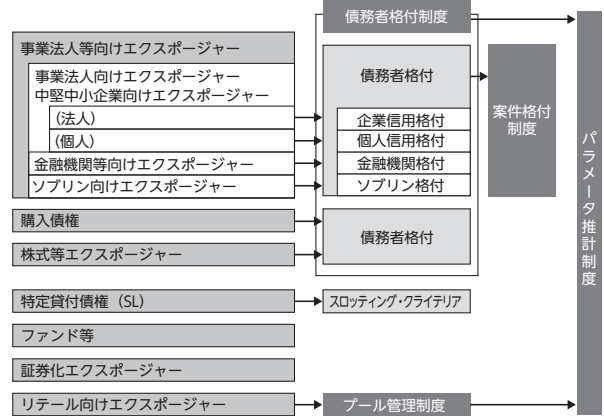 債務者格付制度
事業法人等向けエクスポージャー
事業法人向けエクスポージャー
中堅中小企業向けエクスポージャー
(法人)
(個人)
金融機関等向けエクスポージャー
ソブリン向けエクスポージャー
債務者格付
企業信用格付
個人信用格付
金融機関格付
ソブリン格付
案件格付
制度
パラメータ推計制度
購入債権
株式等エクスポージャー
債務者格付
特定貸付債権（SL）
スロッティング・クライテリア
ファンド等
証券化エクスポージャー
リテール向けエクスポージャー
プール管理制度